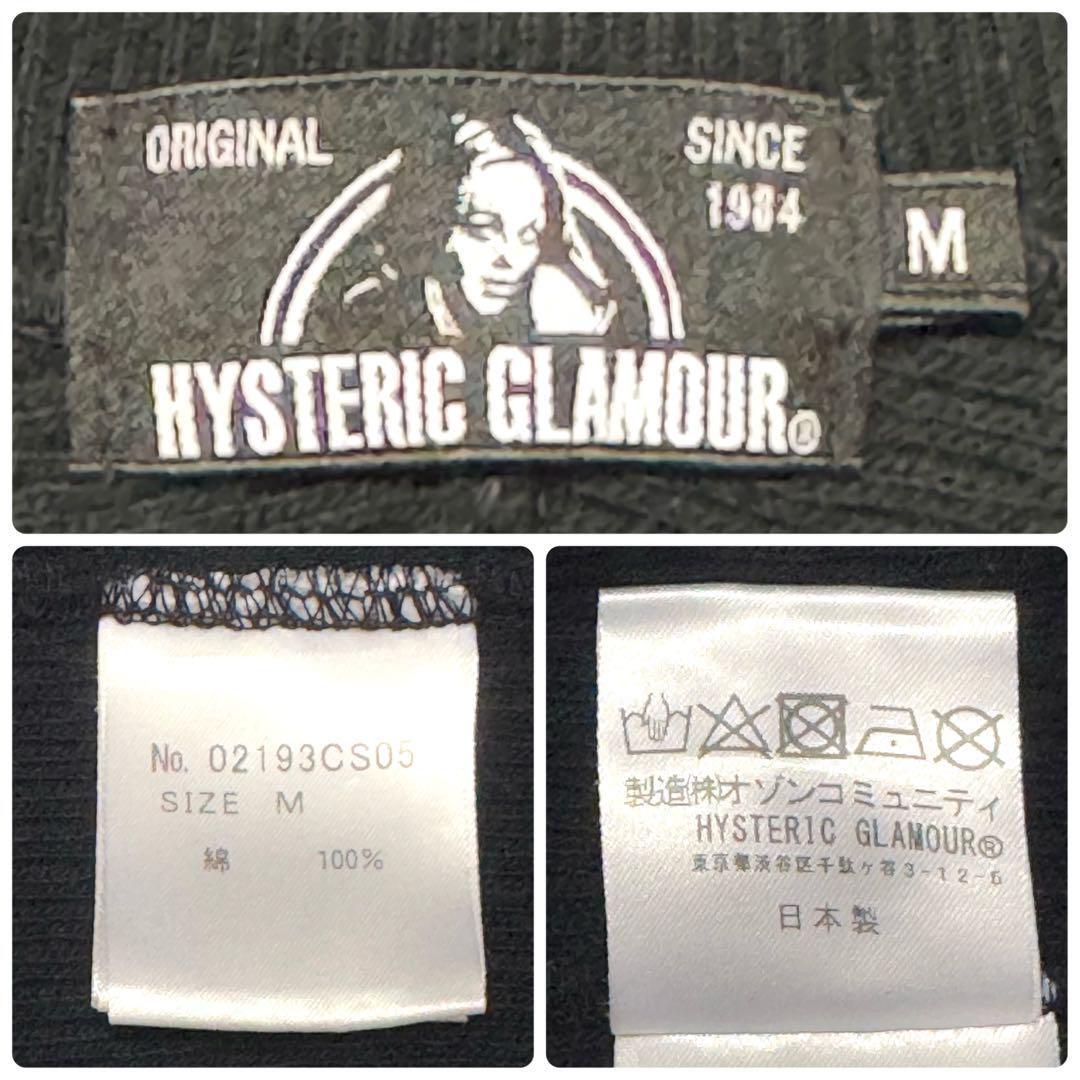 ORIGINAL
SINCE
1984
M
HYSTERIC GLAMOUR®
No. 02193CS05
SIZE M
綿 100%
製造(株)オゾンコミュニティ
HYSTERIC GLAMOUR®
東京都渋谷区千駄ケ谷3-12-6
日本製